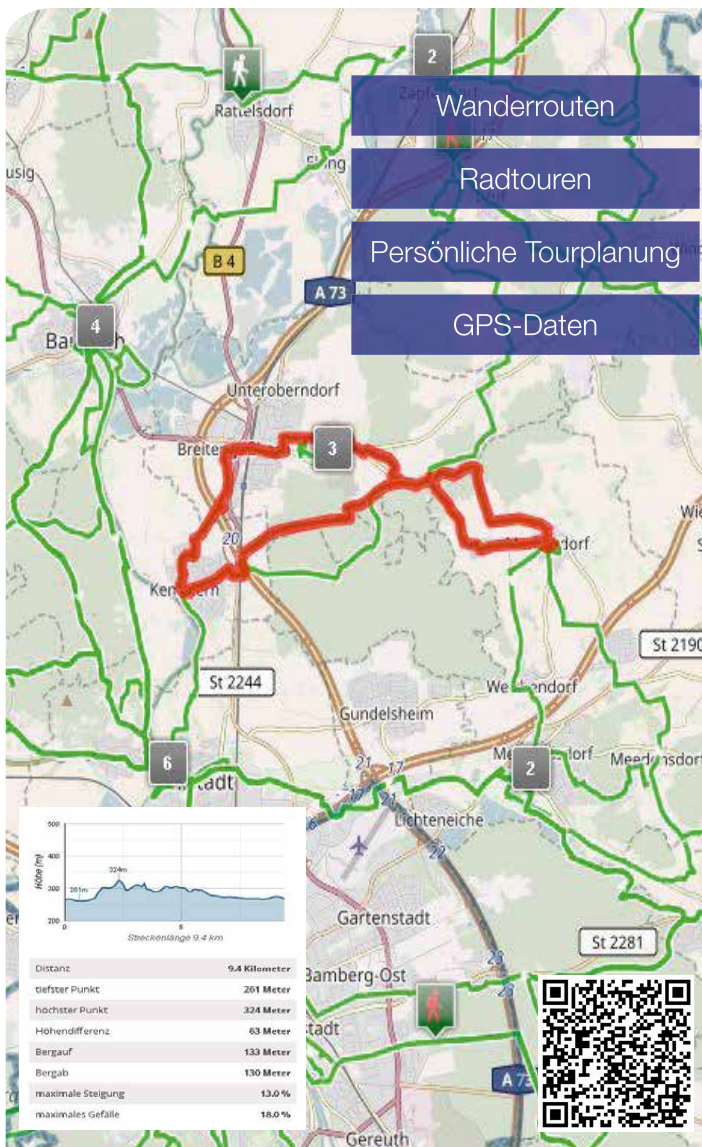 2
Rattelsdorf
Wanderrouten
17
Radtouren
B 4
Persönliche Tourplanung
A 73
GPS-Daten
4
Unteroberndorf
3
20
St 2190
St 2244
Gundelsheim
6
21
17
2
Lichteneiche
22
500
400
300
200
Höhe (m)
261m
324m
0
5
Streckenlänge 9.4 km
Gartenstadt
St 2281
23
23
Distanz 9.4 Kilometer
tiefster Punkt 261 Meter
höchster Punkt 324 Meter
Höhendifferenz 63 Meter
Bergauf 133 Meter
Bergab 130 Meter
maximale Steigung 13.0 %
maximales Gefälle 18.0 %
Bamberg-Ost
A 73
Gereuth